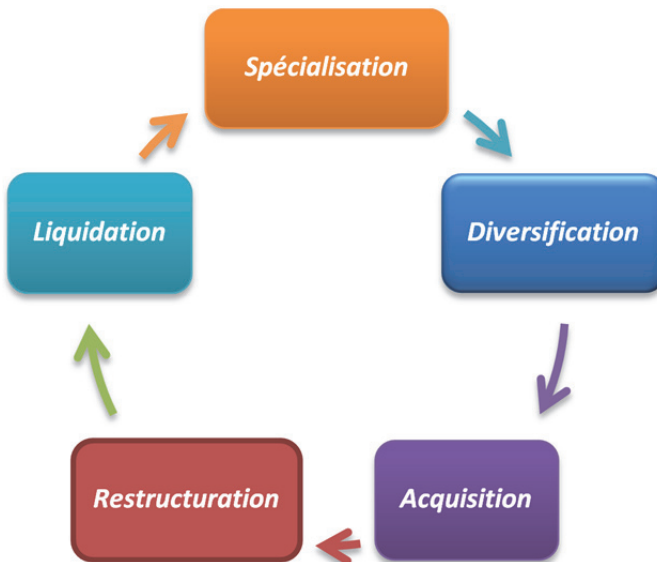 Spécialisation
Diversification
Acquisition
Restructuration
Liquidation